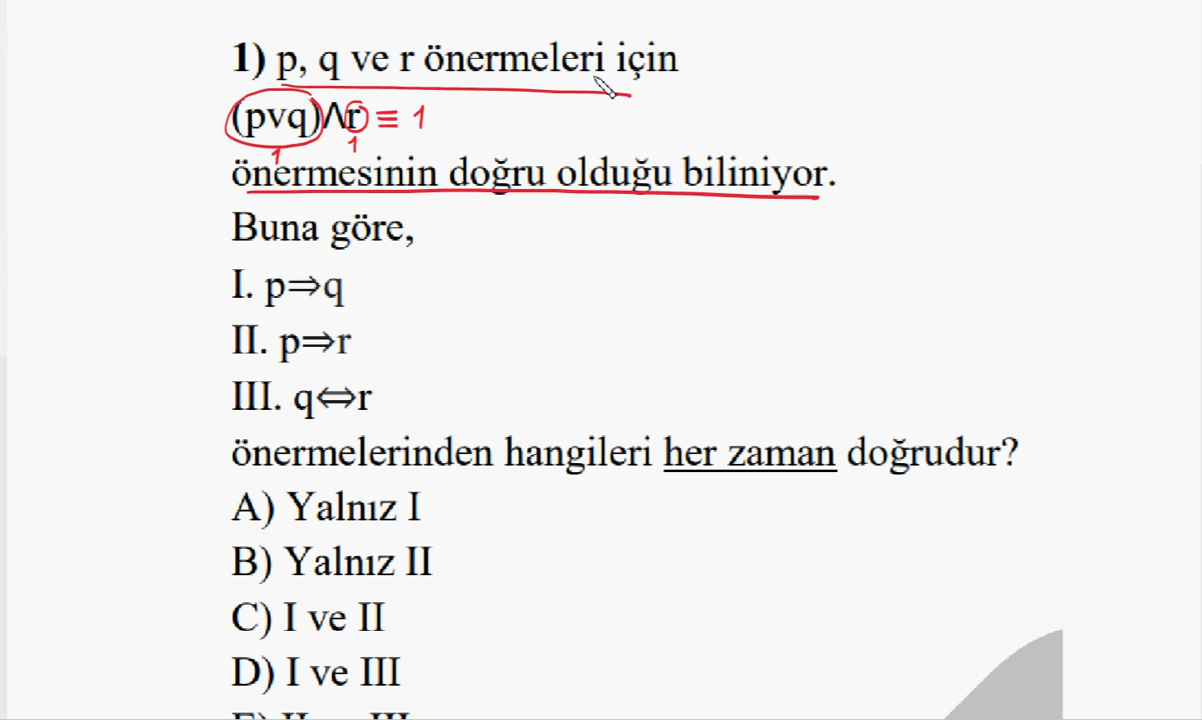 1) p, q ve r önermeleri için
(pvq)Λr ≡ 1
1 1
önermesinin doğru olduğu biliniyor.
Buna göre,
I. p⇒q
II. p⇒r
III. q⇔r
önermelerinden hangileri her zaman doğrudur?
A) Yalnız I
B) Yalnız II
C) I ve II
D) I ve III